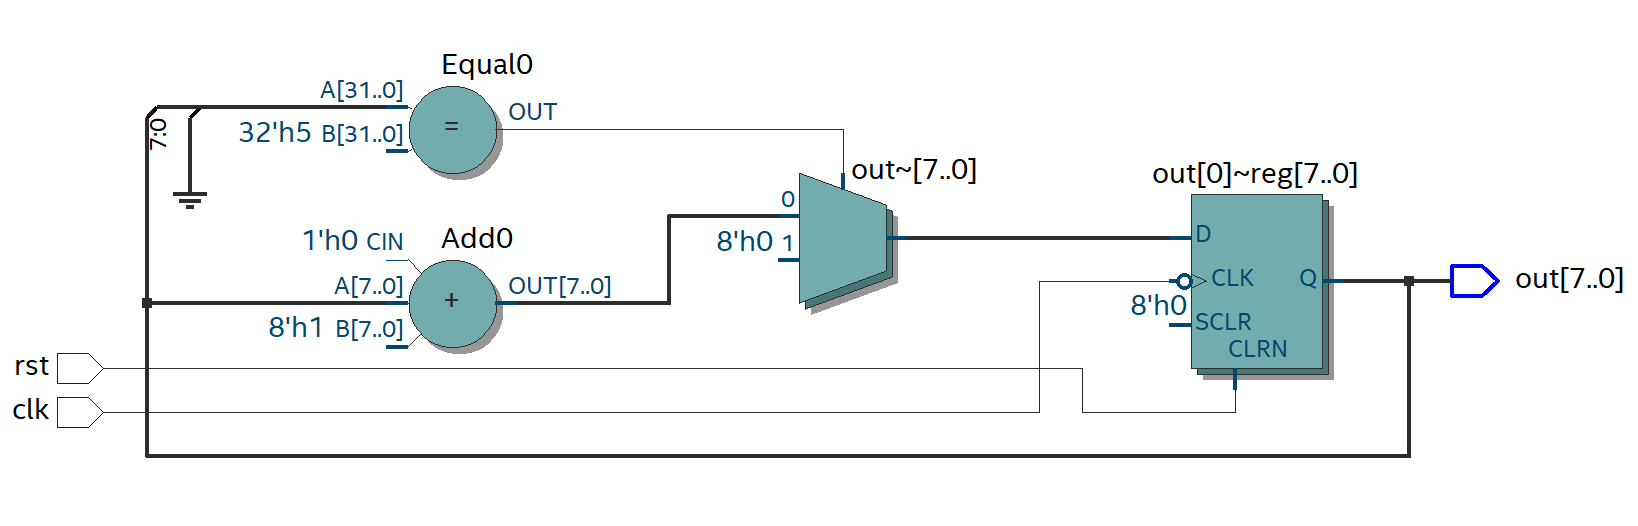 Equal0
A[31..0]
OUT
7:0
32'h5 B[31..0]
=
out~[7..0]
out[0]~reg[7..0]
0
1'h0 CIN
Add0
8'h0 1
D
A[7..0]
OUT[7..0]
+
CLK
Q
out[7..0]
8'h0
SCLR
8'h1 B[7..0]
CLRN
rst
clk